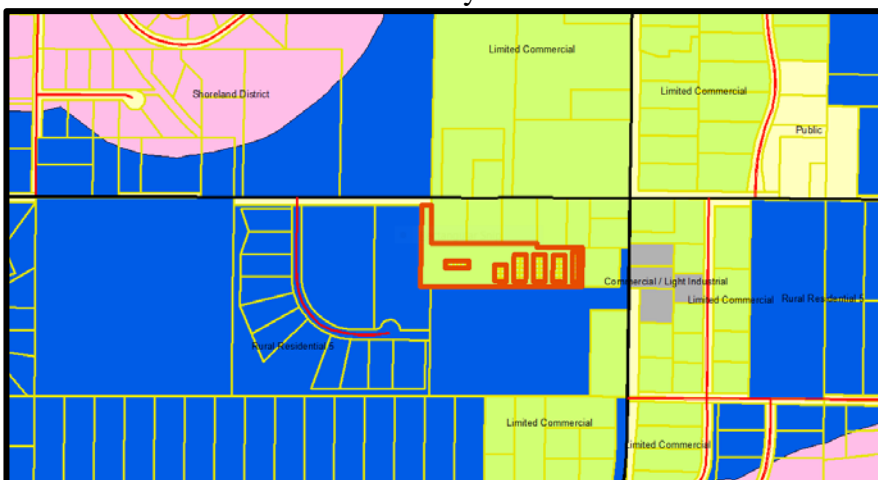 Limited Commercial
Shoreland District
Limited Commercial
Public
Commercial / Light Industrial
Limited Commercial
Rural Residential 5
Rural Residential 5
Limited Commercial
Limited Commercial